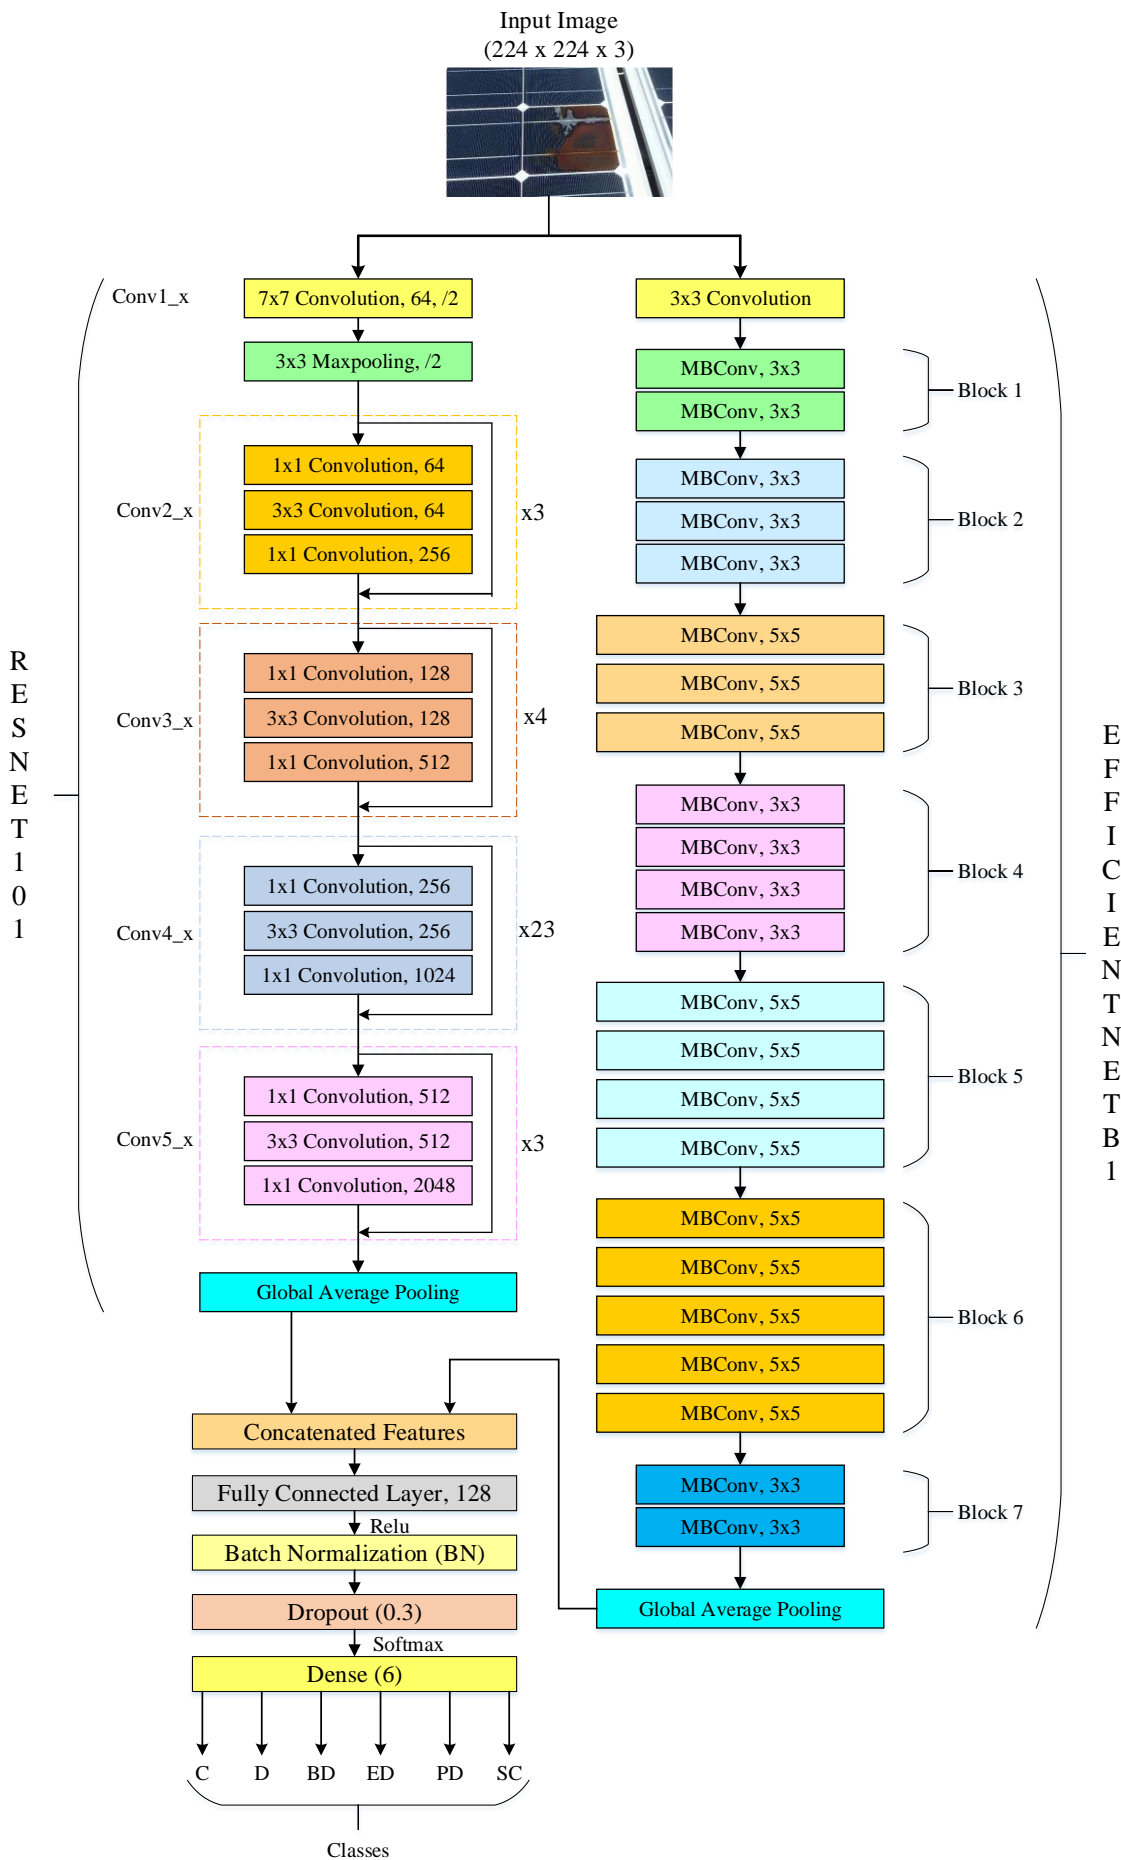 Input Image
(224 x 224 x 3)
RESNET101
Conv1_x
7x7 Convolution, 64, /2
3x3 Maxpooling, /2
Conv2_x
1x1 Convolution, 64
3x3 Convolution, 64
1x1 Convolution, 256
x3
Conv3_x
1x1 Convolution, 128
3x3 Convolution, 128
1x1 Convolution, 512
x4
Conv4_x
1x1 Convolution, 256
3x3 Convolution, 256
1x1 Convolution, 1024
x23
Conv5_x
1x1 Convolution, 512
3x3 Convolution, 512
1x1 Convolution, 2048
x3
Global Average Pooling
3x3 Convolution
MBConv, 3x3
MBConv, 3x3
Block 1
MBConv, 3x3
MBConv, 3x3
MBConv, 3x3
Block 2
MBConv, 5x5
MBConv, 5x5
MBConv, 5x5
Block 3
MBConv, 3x3
MBConv, 3x3
MBConv, 3x3
MBConv, 3x3
Block 4
MBConv, 5x5
MBConv, 5x5
MBConv, 5x5
MBConv, 5x5
Block 5
MBConv, 5x5
MBConv, 5x5
MBConv, 5x5
MBConv, 5x5
MBConv, 5x5
Block 6
MBConv, 3x3
MBConv, 3x3
Block 7
Global Average Pooling
EFFICIENTNETB1
Concatenated Features
Fully Connected Layer, 128
Relu
Batch Normalization (BN)
Dropout (0.3)
Softmax
Dense (6)
C D BD ED PD SC
Classes